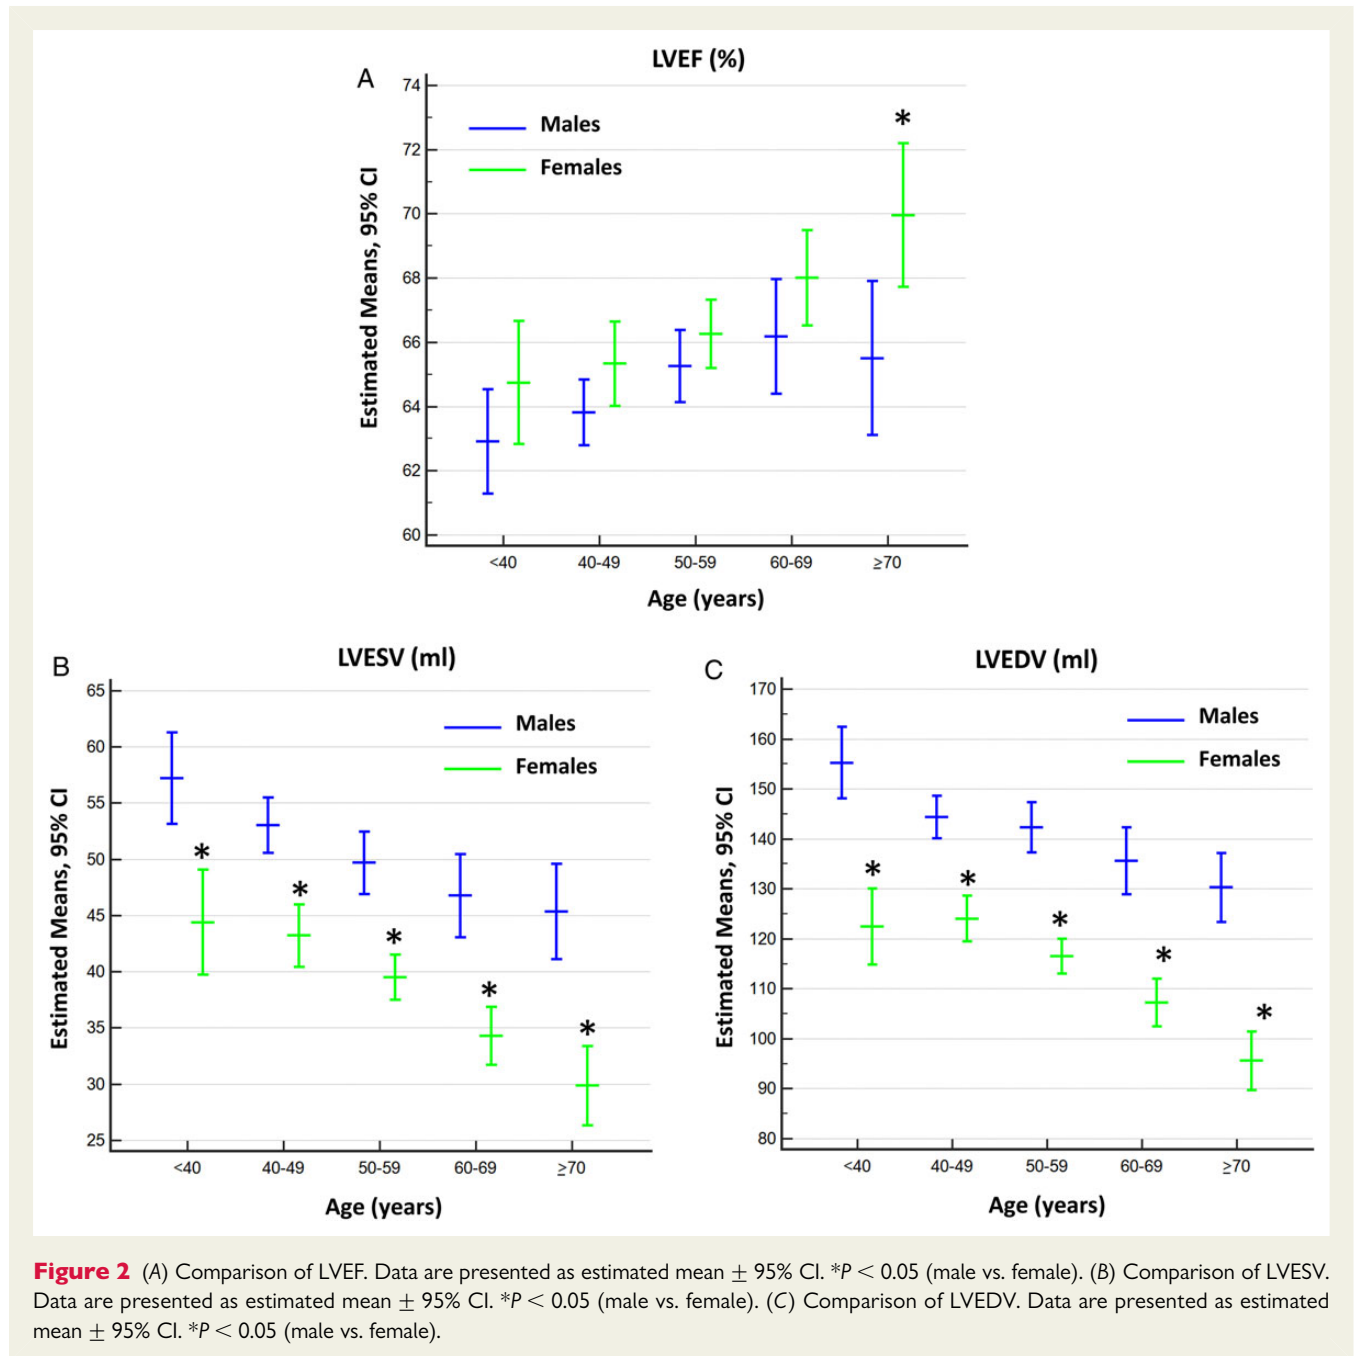 A
LVEF (%)
74
72
70
68
66
64
62
60
Estimated Means, 95% CI
Males
Females
*
<40
40-49
50-59
60-69
≥70
Age (years)
B
LVESV (ml)
65
60
55
50
45
40
35
30
25
Estimated Means, 95% CI
Males
Females
*
*
*
*
*
<40
40-49
50-59
60-69
≥70
Age (years)
C
LVEDV (ml)
170
160
150
140
130
120
110
100
90
80
Estimated Means, 95% CI
Males
Females
*
*
*
*
*
<40
40-49
50-59
60-69
≥70
Age (years)
Figure 2 (A) Comparison of LVEF. Data are presented as estimated mean ± 95% CI. *P < 0.05 (male vs. female). (B) Comparison of LVESV.
Data are presented as estimated mean ± 95% CI. *P < 0.05 (male vs. female). (C) Comparison of LVEDV. Data are presented as estimated
mean ± 95% CI. *P < 0.05 (male vs. female).